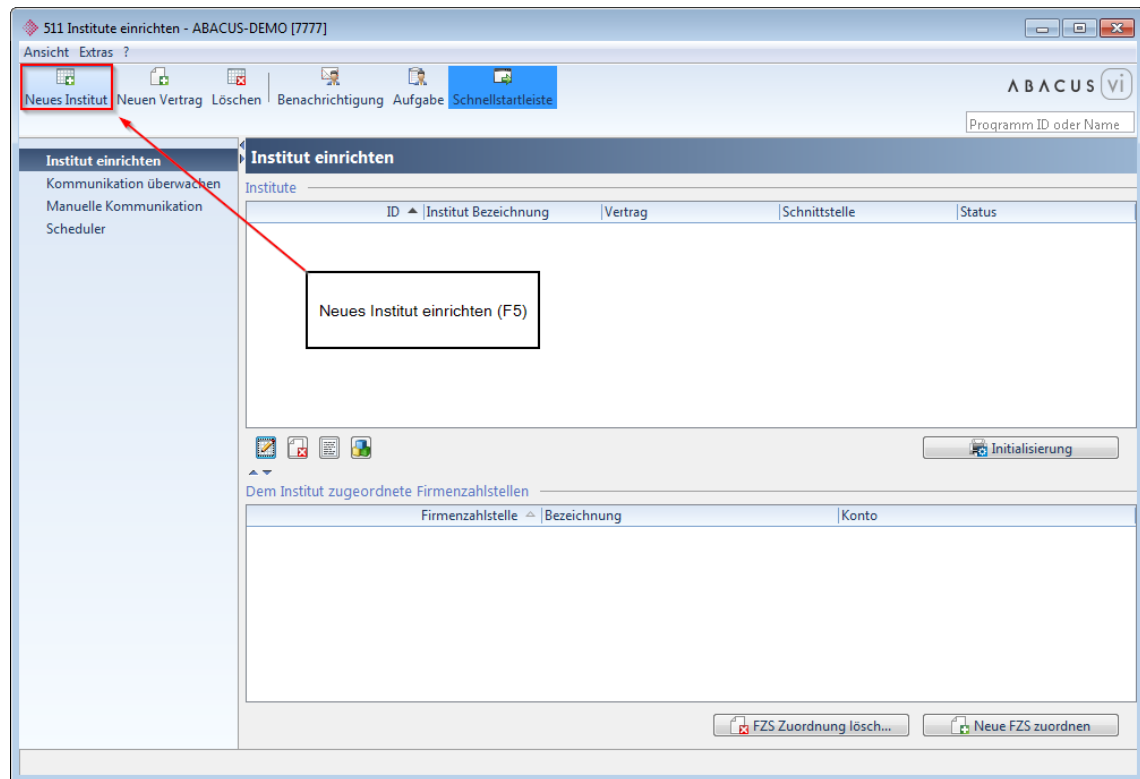 511 Institute einrichten - ABACUS-DEMO [7777]
Ansicht Extras ?
Neues Institut Neuen Vertrag Löschen Benachrichtigung Aufgabe Schnellstartleiste
ABACUS vi
Programm ID oder Name
Institut einrichten
Kommunikation überwachen
Manuelle Kommunikation
Scheduler
Institut einrichten
Institute
ID Institut Bezeichnung Vertrag Schnittstelle Status
Neues Institut einrichten (F5)
Initialisierung
Dem Institut zugeordnete Firmenzahlstellen
Firmenzahlstelle Bezeichnung Konto
FZS Zuordnung lösch... Neue FZS zuordnen